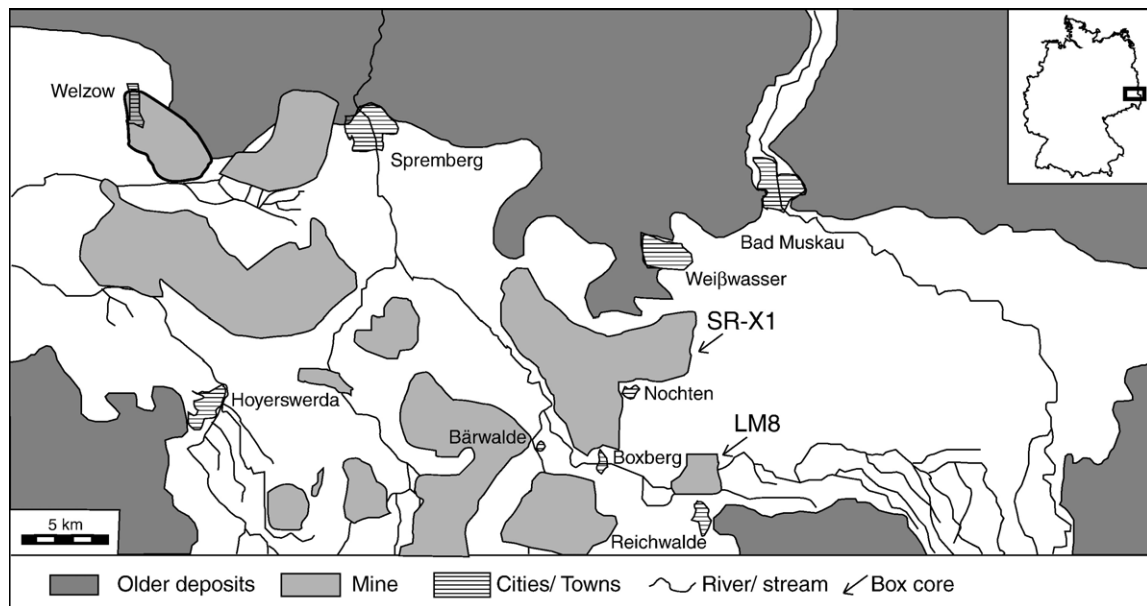 Welzow
Spremberg
Bad Muskau
Weiβwasser
SR-X1
Nochten
Hoyerswerda
LM8
Bärwalde
Boxberg
5 km
Reichwalde
Older deposits
Mine
Cities/ Towns
River/ stream
Box core